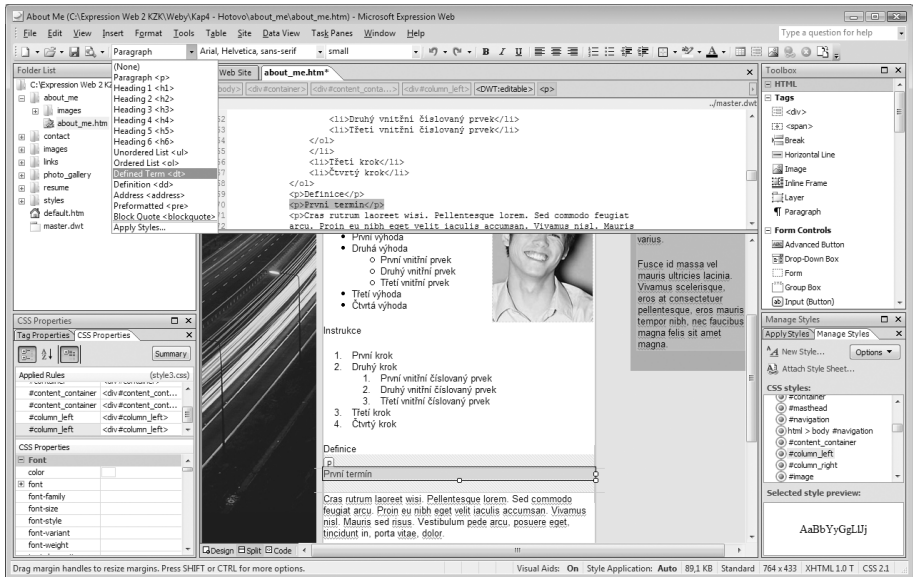 About Me (C:\Expression Web 2 KZK\Weby\Kap4 - Hotovo\about_me\about_me.htm) - Microsoft Expression Web
File Edit View Insert Format Tools Table Site Data View Task Panes Window Help
Type a question for help
Paragraph
Arial, Helvetica, sans-serif
small
B I U
(None)
Paragraph <p>
Heading 1 <h1>
Heading 2 <h2>
Heading 3 <h3>
Heading 4 <h4>
Heading 5 <h5>
Heading 6 <h6>
Unordered List <ul>
Ordered List <ol>
Defined Term <dt>
Definition <dd>
Address <address>
Preformatted <pre>
Block Quote <blockquote>
Apply Styles...
Folder List
C:\Expression Web 2 KZ
about_me
images
about_me.htm
contact
images
links
photo_gallery
resume
styles
default.htm
master.dwt
Web Site
about_me.htm*
body> <div#container> <div#content_conta...> <div#column_left> <DWT:editable> <p>
../master.dwt
<li>Druhý vnitřní číslovaný prvek</li>
<li>Třetí vnitřní číslovaný prvek</li>
</ol>
</li>
<li>Třetí krok</li>
<li>Čtvrtý krok</li>
</ol>
<p>Definice</p>
<p>První termín</p>
<p>Cras rutrum laoreet wisi. Pellentesque lorem. Sed commodo feugiat
arcu. Proin eu nibh eget velit iaculis accumsan. Vivamus nisl. Mauris
První výhoda
Druhá výhoda
První vnitřní prvek
Druhý vnitřní prvek
Třetí vnitřní prvek
Třetí výhoda
Čtvrtá výhoda
Instrukce
1. První krok
2. Druhý krok
1. První vnitřní číslovaný prvek
2. Druhý vnitřní číslovaný prvek
3. Třetí vnitřní číslovaný prvek
3. Třetí krok
4. Čtvrtý krok
Definice
p
První termín
Cras rutrum laoreet wisi. Pellentesque lorem. Sed commodo
feugiat arcu. Proin eu nibh eget velit iaculis accumsan. Vivamus
nisl. Mauris sed risus. Vestibulum pede arcu, posuere eget,
tincidunt in, porta vitae, dolor.
varius.
Fusce id massa vel
mauris ultricies lacinia.
Vivamus scelerisque,
eros at consectetuer
pellentesque, eros mauris
tempor nibh, nec faucibus
magna felis sit amet
magna.
Design Split Code
Toolbox
HTML
Tags
<div>
<span>
Break
Horizontal Line
Image
Inline Frame
Layer
Paragraph
Form Controls
Advanced Button
Drop-Down Box
Form
Group Box
Input (Button)
CSS Properties
Tag Properties CSS Properties
Summary
Applied Rules (style3.css)
#content_container <div#content_cont...
#column_left <div#column_left>
#column_left <div#column_left>
CSS Properties
Font
color
font
font-family
font-size
font-style
font-variant
font-weight
Manage Styles
Apply Styles Manage Styles
New Style...
Options
Attach Style Sheet...
CSS styles:
#container
#masthead
#navigation
html > body #navigation
#content_container
#column_left
#column_right
#image
Selected style preview:
AaBbYyGgLlJj
Drag margin handles to resize margins. Press SHIFT or CTRL for more options.
Visual Aids: On Style Application: Auto 89,1 KB Standard 764 x 433 XHTML 1.0 T CSS 2.1